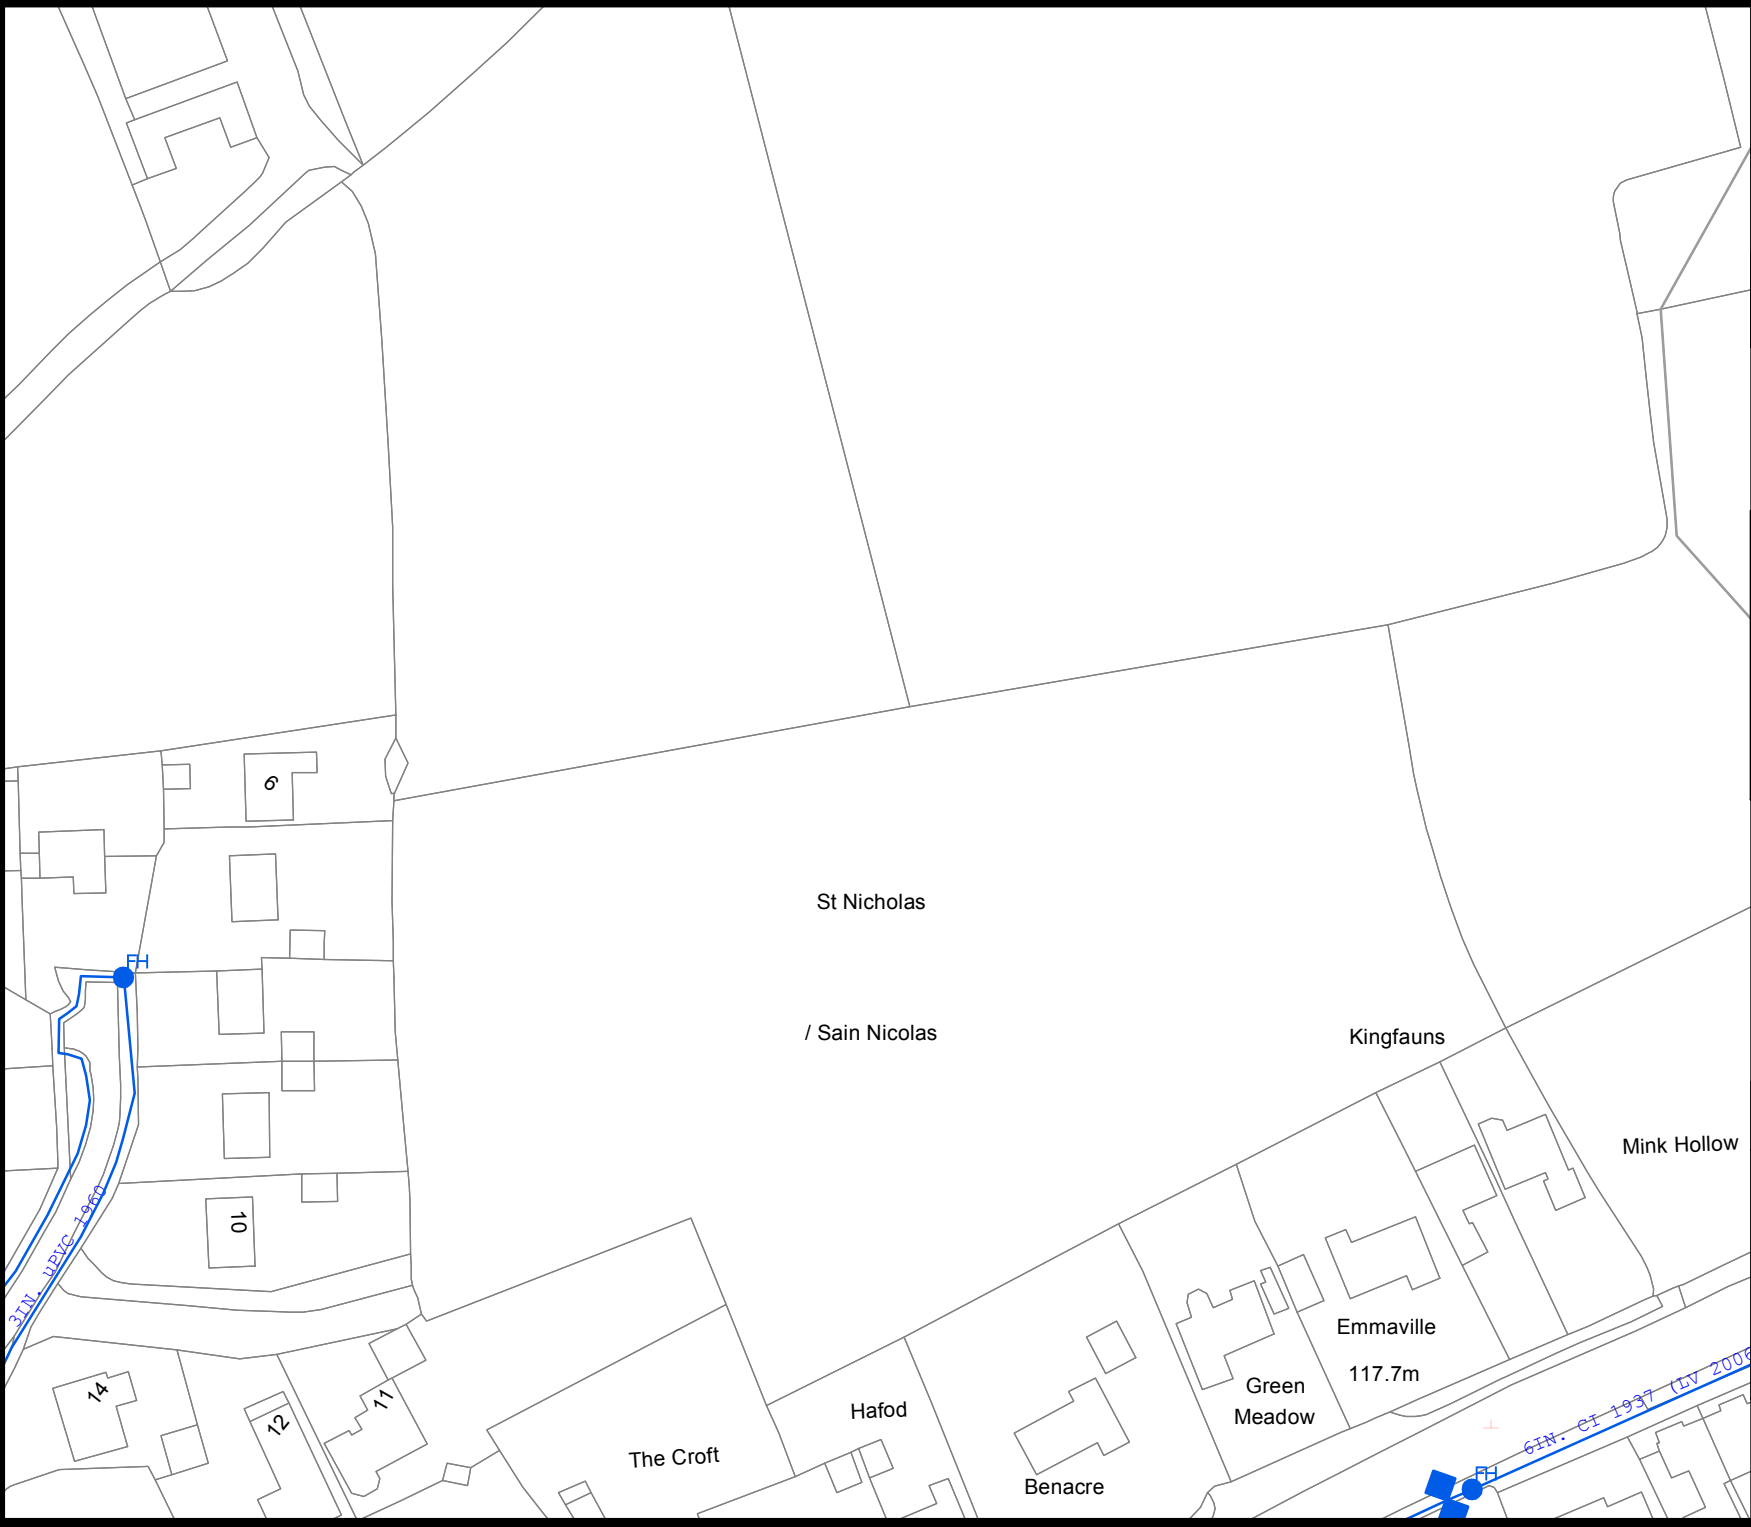 6
St Nicholas
FH
/ Sain Nicolas
Kingfauns
Mink Hollow
3IN. uPVC 1960
10
Emmaville
117.7m
Green
Meadow
14
12
11
Hafod
The Croft
Benacre
6IN. CI 1937 (LV 2006
FH